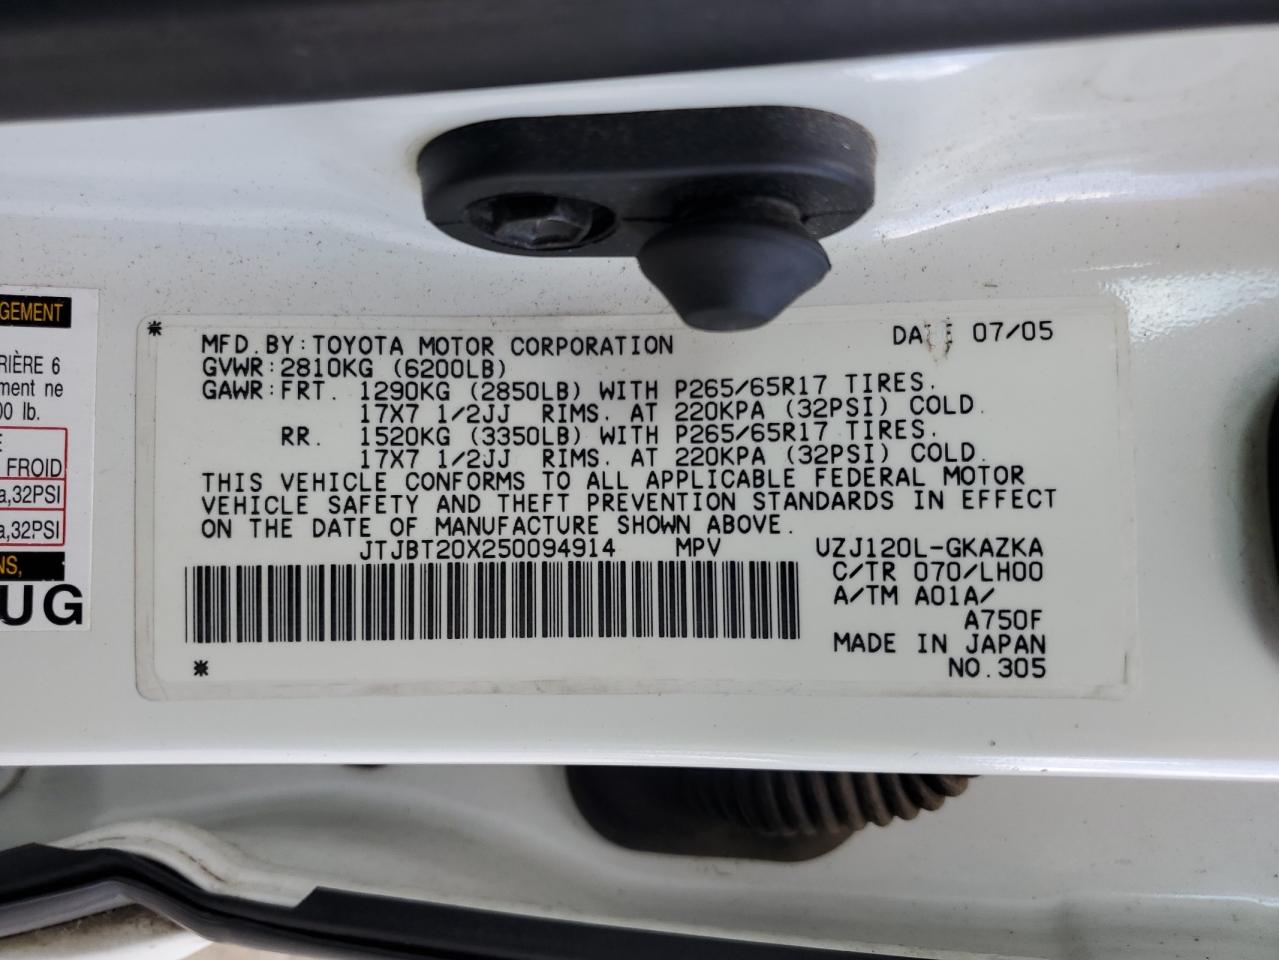 GEMENT
RIÈRE 6
ment ne
00 lb.
E
FROID
a,32PSI
a,32PSI
NS,
UG
MFD.BY:TOYOTA MOTOR CORPORATION DATE 07/05
GVWR:2810KG (6200LB)
GAWR:FRT. 1290KG (2850LB) WITH P265/65R17 TIRES.
17X7 1/2JJ RIMS. AT 220KPA (32PSI) COLD.
RR. 1520KG (3350LB) WITH P265/65R17 TIRES.
17X7 1/2JJ RIMS. AT 220KPA (32PSI) COLD.
THIS VEHICLE CONFORMS TO ALL APPLICABLE FEDERAL MOTOR
VEHICLE SAFETY AND THEFT PREVENTION STANDARDS IN EFFECT
ON THE DATE OF MANUFACTURE SHOWN ABOVE.
JTJBT20X250094914 MPV UZJ120L-GKAZKA
C/TR 070/LH00
A/TM A01A/
A750F
MADE IN JAPAN
NO.305